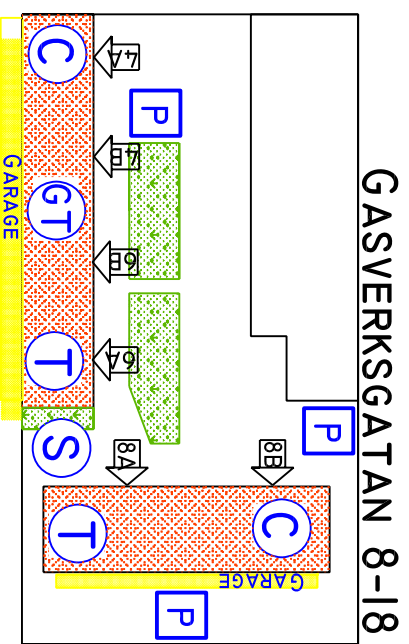 GASVERKSGATAN 8-18
P
8B
C
GARAGE
P
P
4A
4B
6B
6A
8A
C
GT
T
S
T
GARAGE